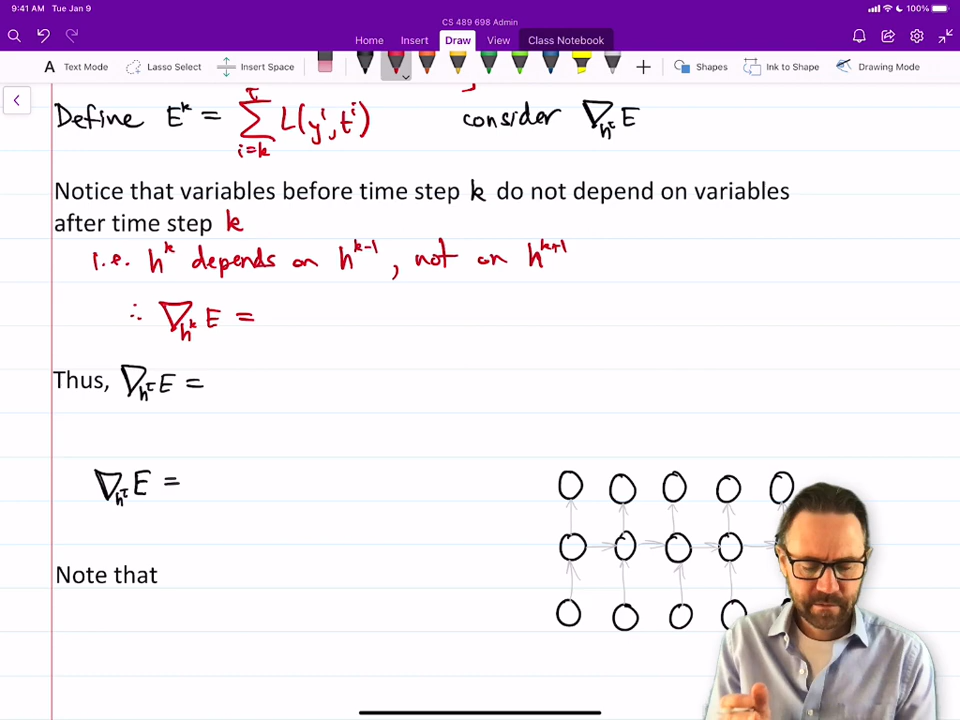 9:41 AM Tue Jan 9
100%
CS 489 698 Admin
Home Insert Draw View Class Notebook
A Text Mode Lasso Select Insert Space Shapes Ink to Shape Drawing Mode
Define E^k = Σ_{i=k}^{τ} L(y^i, t^i) consider ∇_{h^τ} E
Notice that variables before time step k do not depend on variables
after time step k
i.e. h^k depends on h^{k-1}, not on h^{k+1}
∴ ∇_{h^k} E =
Thus, ∇_{h^τ} E =
∇_{h^τ} E =
Note that